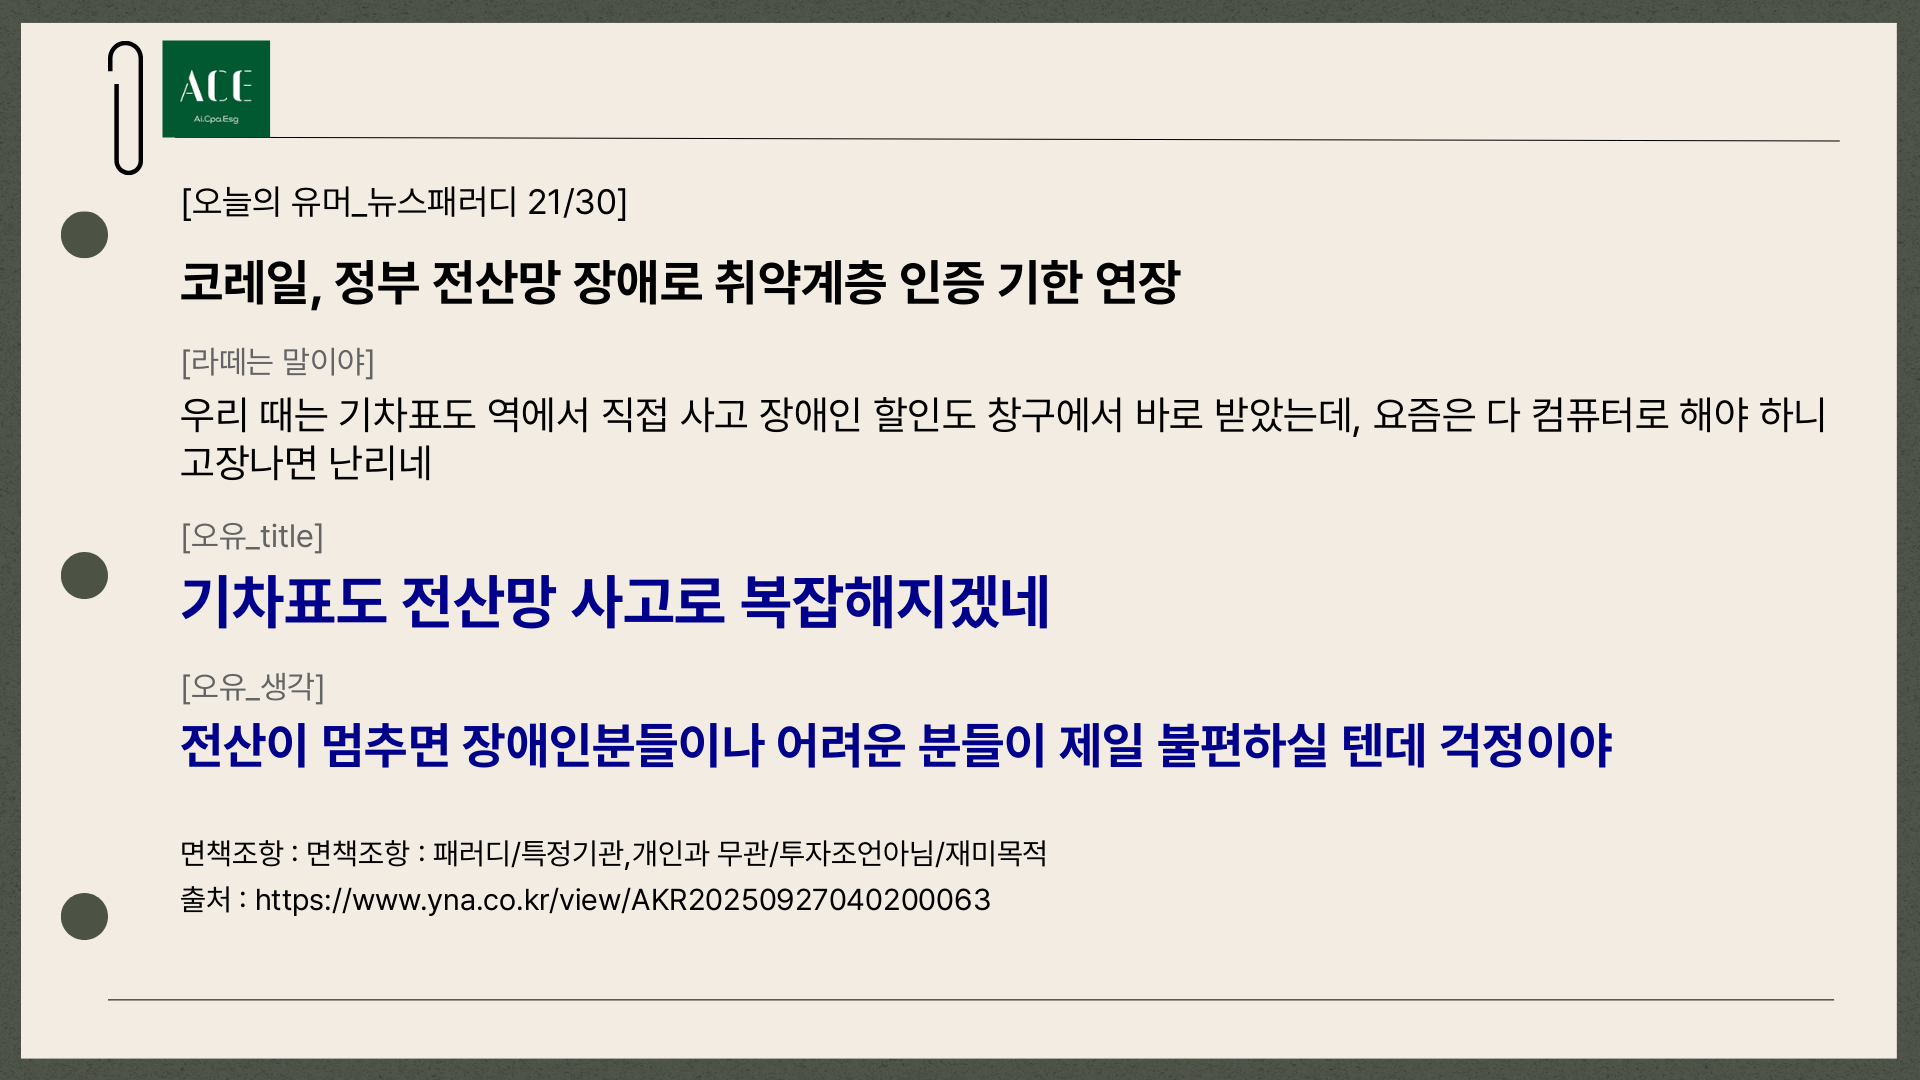 ACE
Ai.Cpa.Esg
[오늘의 유머_뉴스패러디 21/30]
코레일, 정부 전산망 장애로 취약계층 인증 기한 연장
[라떼는 말이야]
우리 때는 기차표도 역에서 직접 사고 장애인 할인도 창구에서 바로 받았는데, 요즘은 다 컴퓨터로 해야 하니
고장나면 난리네
[오유_title]
기차표도 전산망 사고로 복잡해지겠네
[오유_생각]
전산이 멈추면 장애인분들이나 어려운 분들이 제일 불편하실 텐데 걱정이야
면책조항 : 면책조항 : 패러디/특정기관,개인과 무관/투자조언아님/재미목적
출처 : https://www.yna.co.kr/view/AKR20250927040200063